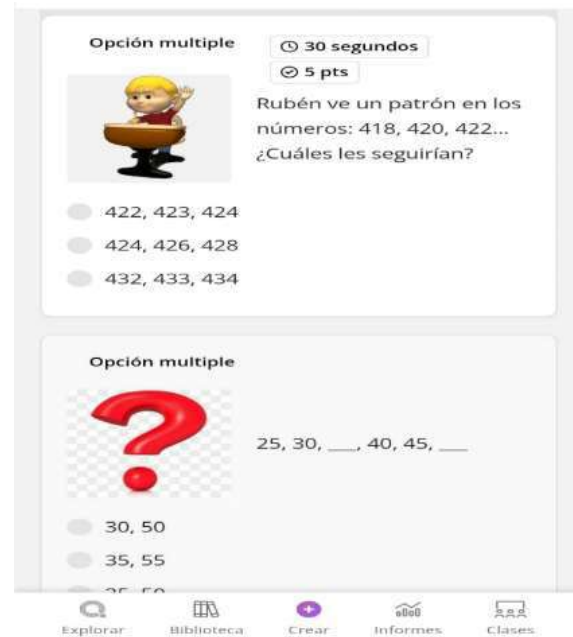 Opción multiple
30 segundos
5 pts
Rubén ve un patrón en los
números: 418, 420, 422...
¿Cuáles les seguirían?
422, 423, 424
424, 426, 428
432, 433, 434
Opción multiple
25, 30, ___, 40, 45, ___
30, 50
35, 55
Explorar
Biblioteca
Crear
Informes
Clases